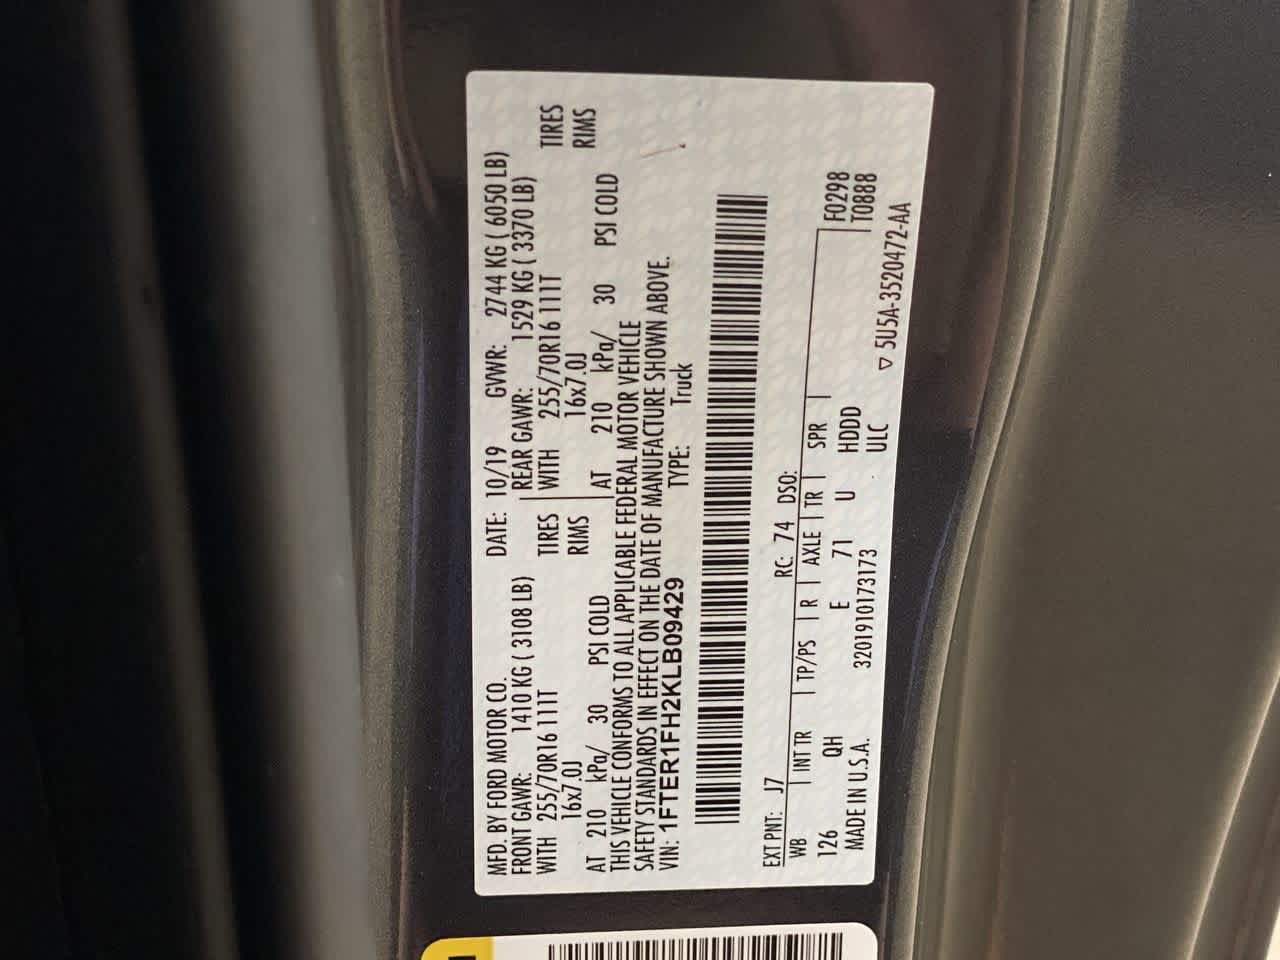 MFD. BY FORD MOTOR CO. DATE: 10/19 GVWR: 2744 KG ( 6050 LB)
FRONT GAWR: 1410 KG ( 3108 LB) REAR GAWR: 1529 KG ( 3370 LB)
WITH 255/70R16 111T TIRES WITH 255/70R16 111T TIRES
16x7.0J RIMS 16x7.0J RIMS
AT 210 kPa/ 30 PSI COLD AT 210 kPa/ 30 PSI COLD
THIS VEHICLE CONFORMS TO ALL APPLICABLE FEDERAL MOTOR VEHICLE
SAFETY STANDARDS IN EFFECT ON THE DATE OF MANUFACTURE SHOWN ABOVE.
VIN: 1FTER1FH2KLB09429 TYPE: Truck
EXT PNT: J7 RC: 74 DSO:
WB INT TR TP/PS R AXLE TR SPR F0298
126 QH E 71 U HDDD T0888
MADE IN U.S.A. 320191017317​3 ULC
▽ 5U5A-3520472-AA